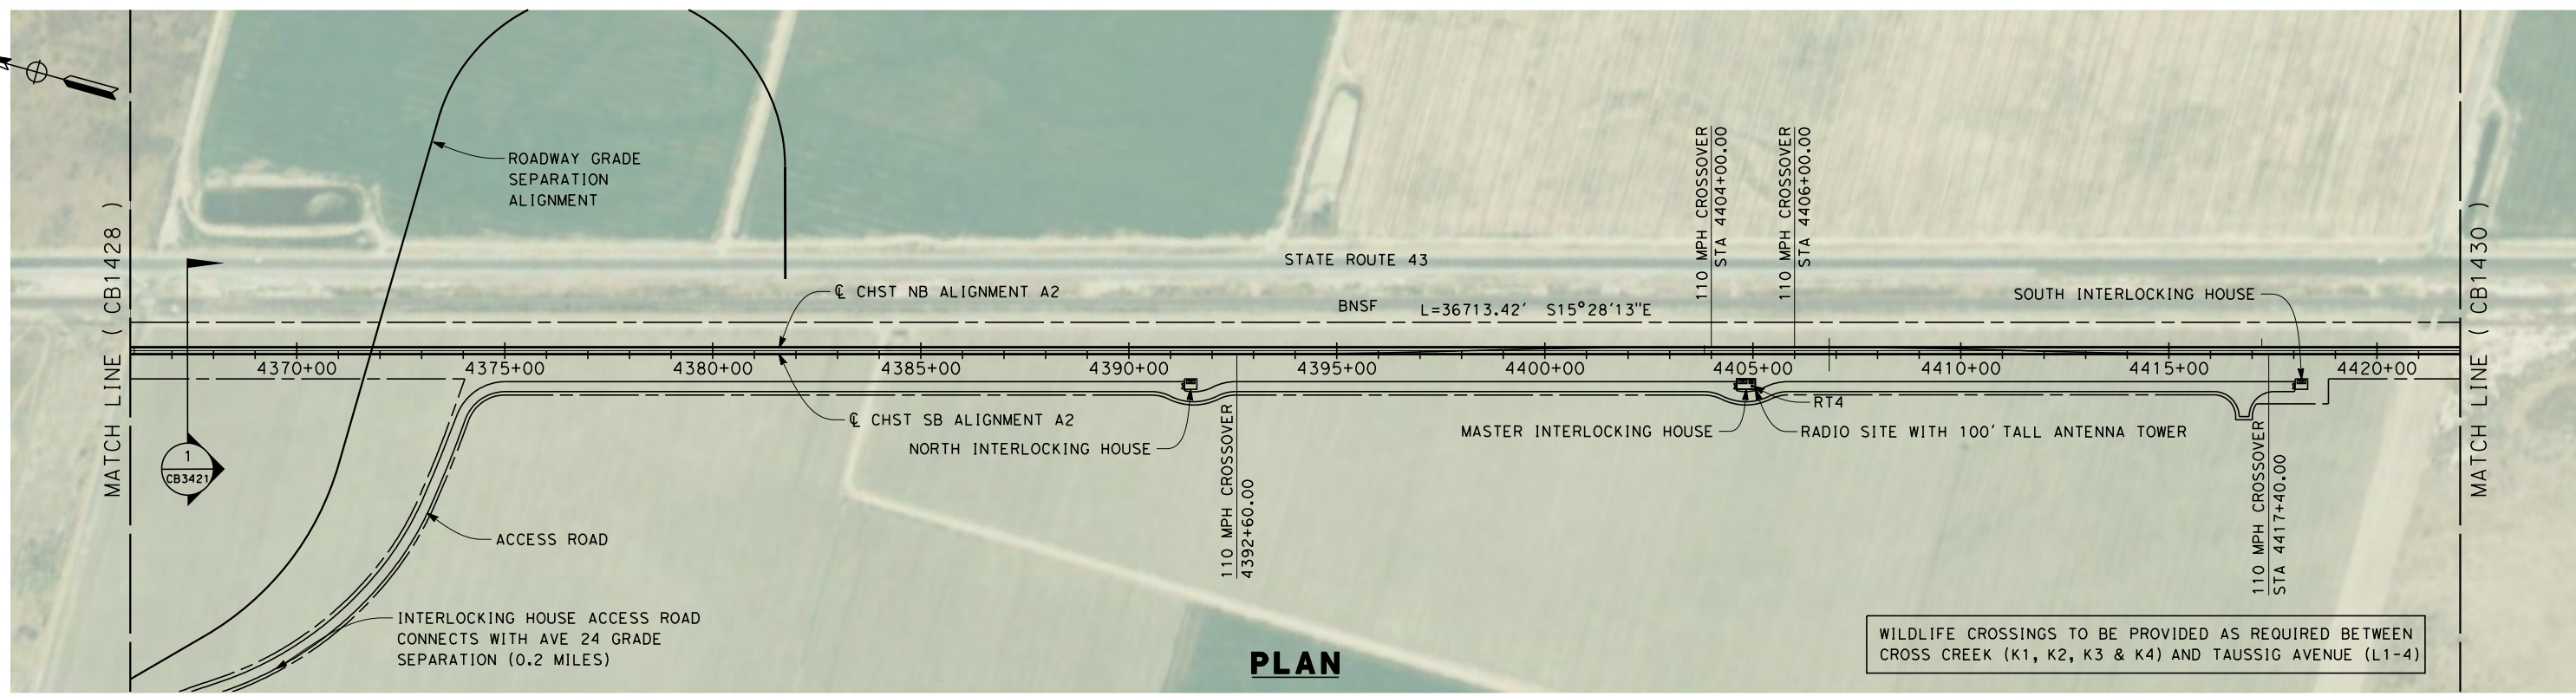 MATCH LINE ( CB1428 )
1
CB3421
ROADWAY GRADE
SEPARATION
ALIGNMENT
℄ CHST NB ALIGNMENT A2
STATE ROUTE 43
BNSF
L=36713.42' S15°28'13"E
110 MPH CROSSOVER
STA 4404+00.00
110 MPH CROSSOVER
STA 4406+00.00
SOUTH INTERLOCKING HOUSE
MATCH LINE ( CB1430 )
4370+00
4375+00
4380+00
4385+00
4390+00
4395+00
4400+00
4405+00
4410+00
4415+00
4420+00
℄ CHST SB ALIGNMENT A2
NORTH INTERLOCKING HOUSE
110 MPH CROSSOVER
4392+60.00
MASTER INTERLOCKING HOUSE
RT4
RADIO SITE WITH 100' TALL ANTENNA TOWER
110 MPH CROSSOVER
STA 4417+40.00
ACCESS ROAD
INTERLOCKING HOUSE ACCESS ROAD
CONNECTS WITH AVE 24 GRADE
SEPARATION (0.2 MILES)
PLAN
WILDLIFE CROSSINGS TO BE PROVIDED AS REQUIRED BETWEEN
CROSS CREEK (K1, K2, K3 & K4) AND TAUSSIG AVENUE (L1-4)